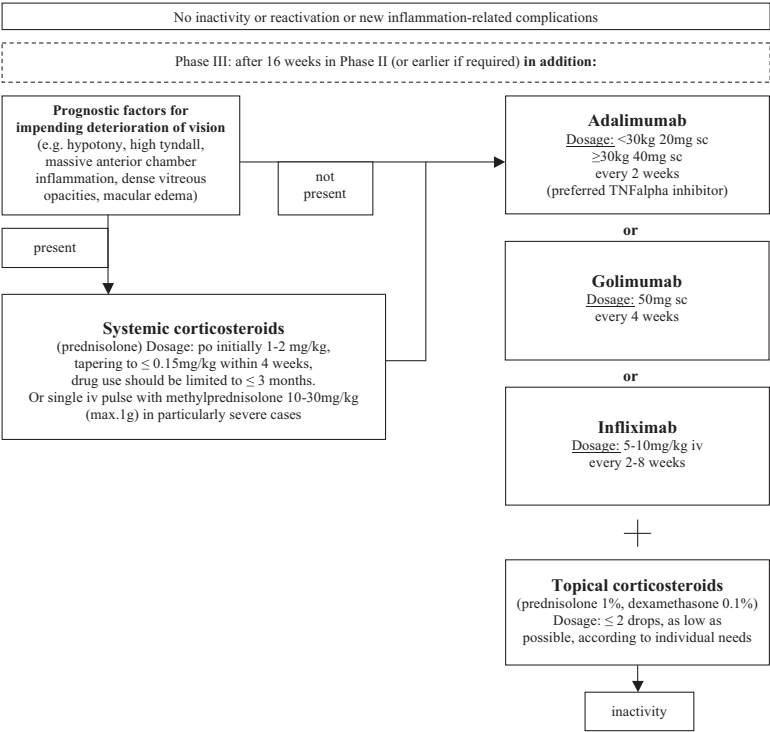 No inactivity or reactivation or new inflammation-related complications
Phase III: after 16 weeks in Phase II (or earlier if required) in addition:
Prognostic factors for
impending deterioration of vision
(e.g. hypotony, high tyndall,
massive anterior chamber
inflammation, dense vitreous
opacities, macular edema)
not
present
present
Systemic corticosteroids
(prednisolone) Dosage: po initially 1-2 mg/kg,
tapering to ≤ 0.15mg/kg within 4 weeks,
drug use should be limited to ≤ 3 months.
Or single iv pulse with methylprednisolone 10-30mg/kg
(max.1g) in particularly severe cases
Adalimumab
Dosage: <30kg 20mg sc
≥30kg 40mg sc
every 2 weeks
(preferred TNFalpha inhibitor)
or
Golimumab
Dosage: 50mg sc
every 4 weeks
or
Infliximab
Dosage: 5-10mg/kg iv
every 2-8 weeks
+
Topical corticosteroids
(prednisolone 1%, dexamethasone 0.1%)
Dosage: ≤ 2 drops, as low as
possible, according to individual needs
inactivity